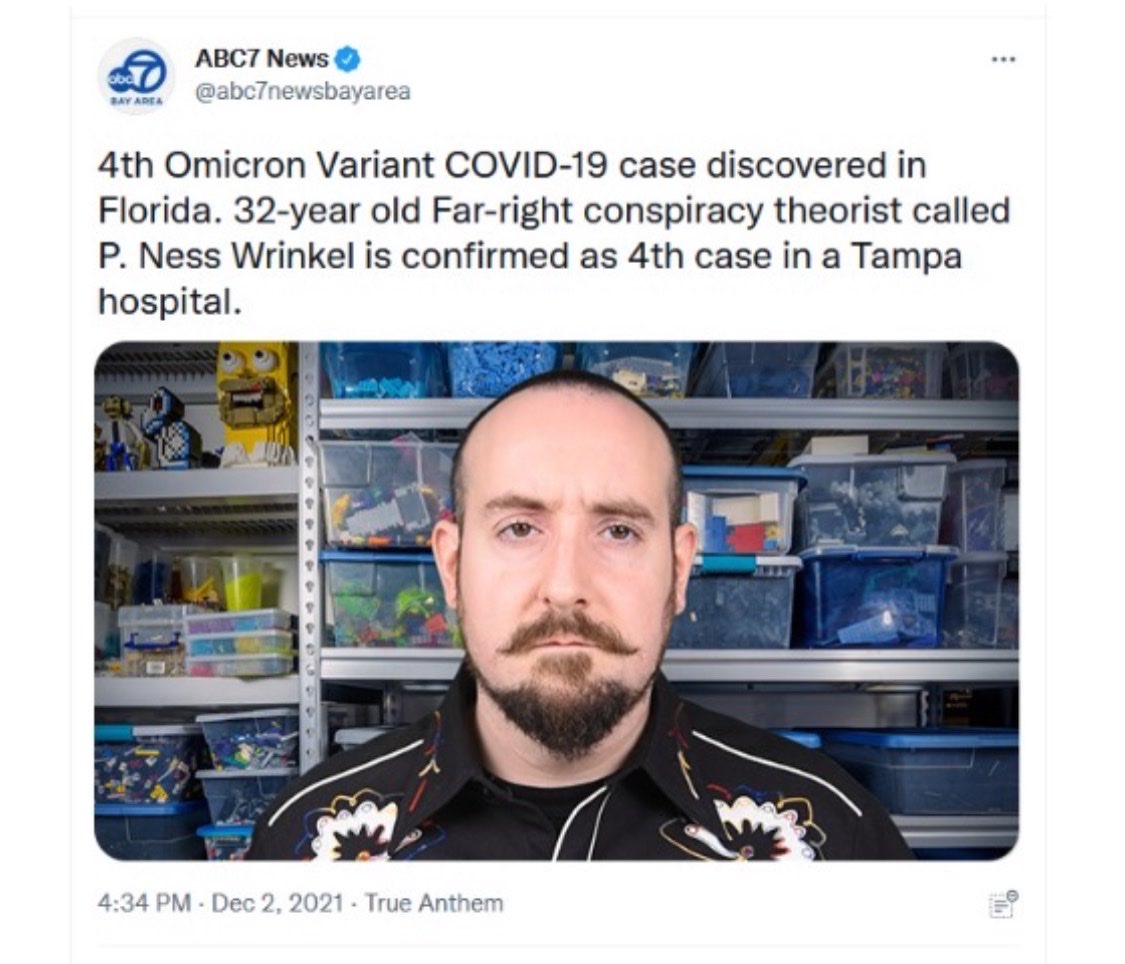 ABC7 News
@abc7newsbayarea
abc 7
BAY AREA
4th Omicron Variant COVID-19 case discovered in
Florida. 32-year old Far-right conspiracy theorist called
P. Ness Wrinkel is confirmed as 4th case in a Tampa
hospital.
4:34 PM · Dec 2, 2021 · True Anthem